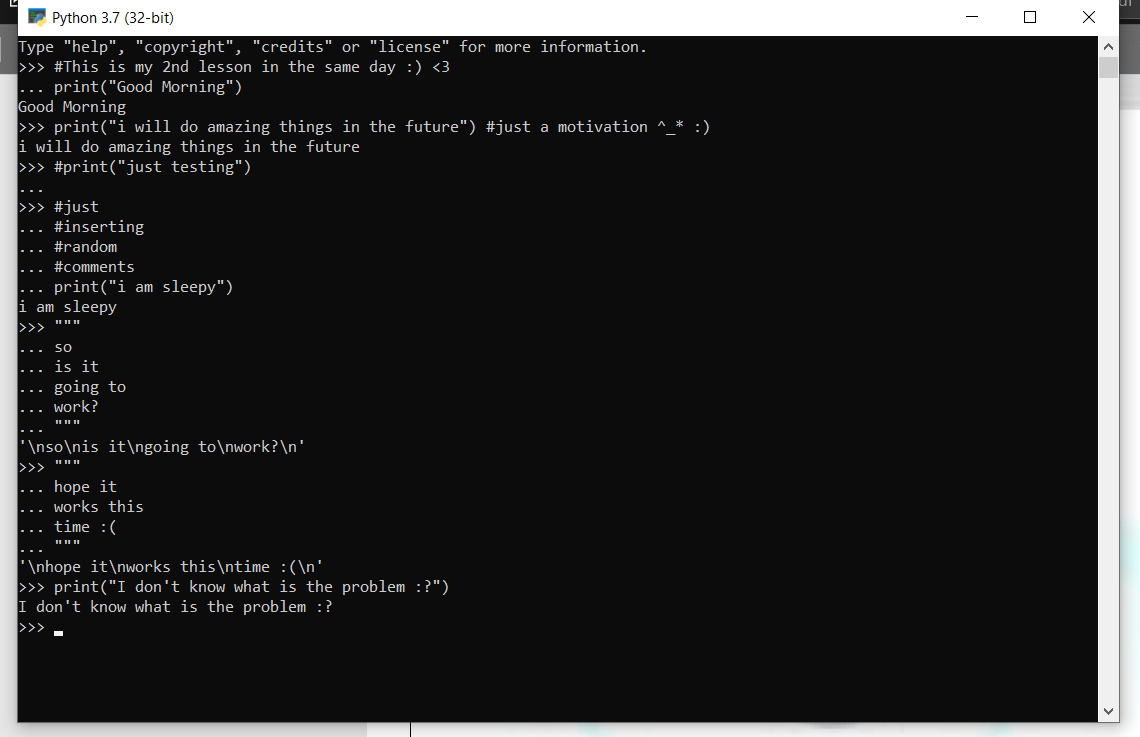 Python 3.7 (32-bit)
Type "help", "copyright", "credits" or "license" for more information.
>>> #This is my 2nd lesson in the same day :) <3
... print("Good Morning")
Good Morning
>>> print("i will do amazing things in the future") #just a motivation ^_* :)
i will do amazing things in the future
>>> #print("just testing")
...
>>> #just
... #inserting
... #random
... #comments
... print("i am sleepy")
i am sleepy
>>> """
... so
... is it
... going to
... work?
... """
'\nso\nis it\ngoing to\nwork?\n'
>>> """
... hope it
... works this
... time :(
... """
'\nhope it\nworks this\ntime :(\n'
>>> print("I don't know what is the problem :?")
I don't know what is the problem :?
>>>